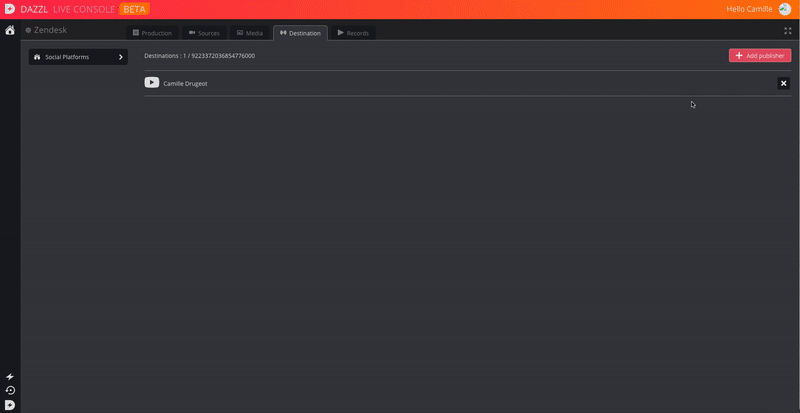 DAZZL LIVE CONSOLE BETA
Hello Camille
Zendesk
Production
Sources
Media
Destination
Records
Social Platforms
Destinations : 1 / 9223372036854776000
Add publisher
Camille Drugeot